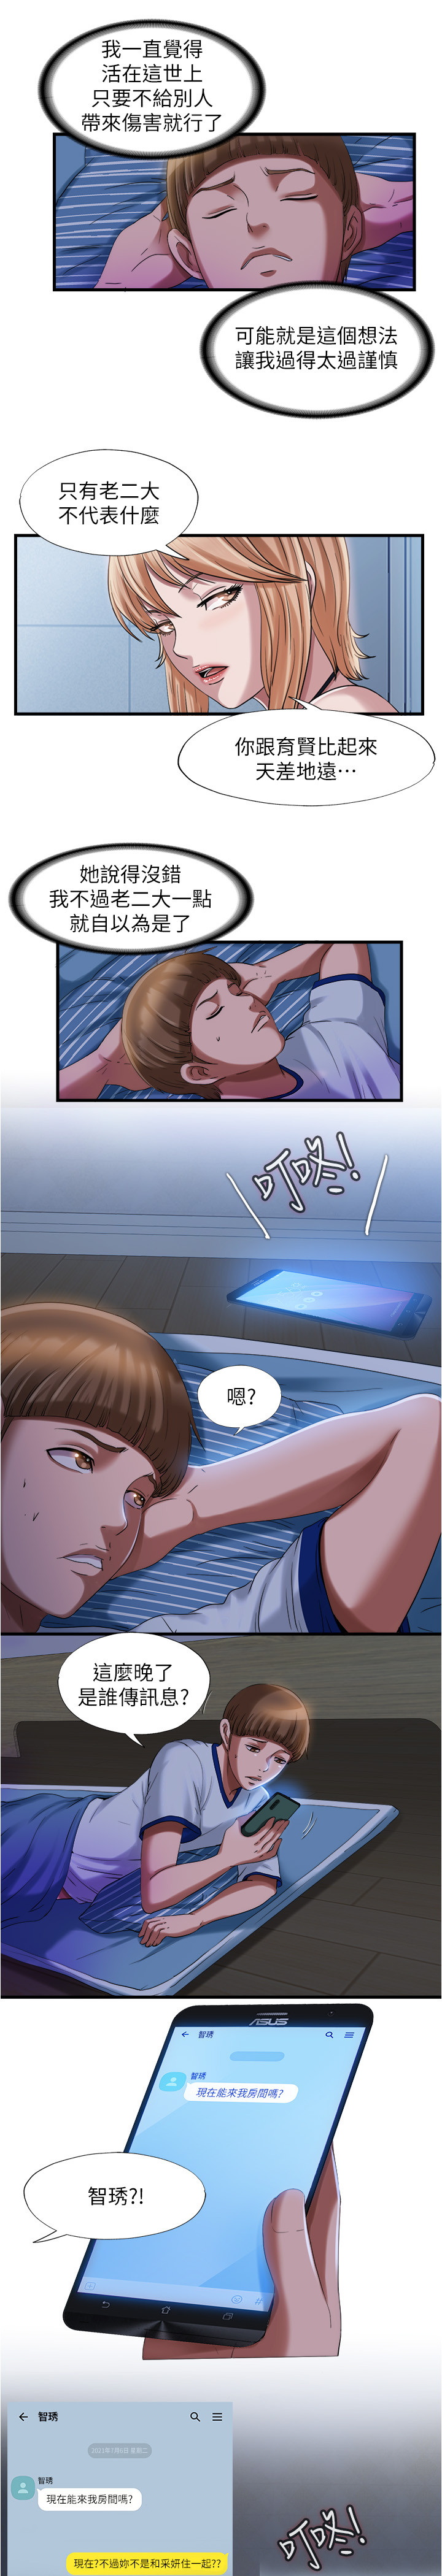 我一直覺得
活在這世上
只要不給別人
帶來傷害就行了
可能就是這個想法
讓我過得太過謹慎
只有老二大
不代表什麼
你跟育賢比起來
天差地遠…
她說得沒錯
我不過老二大一點
就自以為是了
叮咚!
嗯?
這麼晚了
是誰傳訊息?
ASUS
智琇
智琇
現在能來我房間嗎?
智琇?!
智琇
智琇
現在能來我房間嗎?
叮咚!
現在?不過妳不是和采妍住一起??